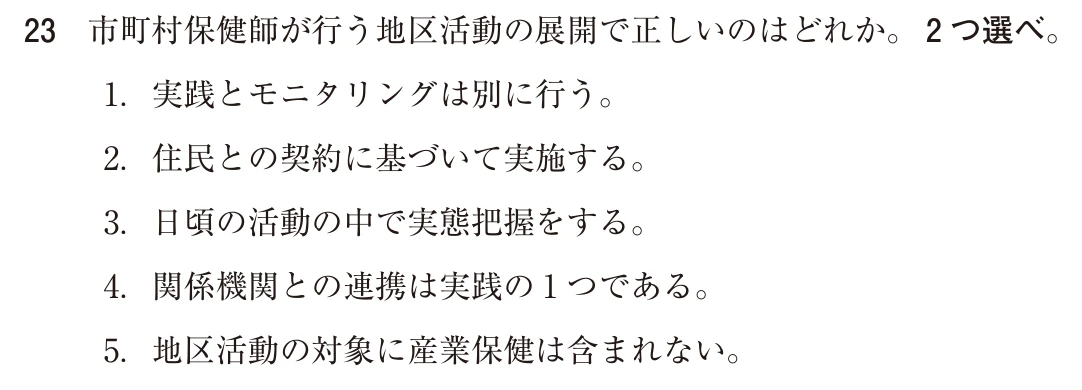 23 市町村保健師が行う地区活動の展開で正しいのはどれか。2つ選べ。
1. 実践とモニタリングは別に行う。
2. 住民との契約に基づいて実施する。
3. 日頃の活動の中で実態把握をする。
4. 関係機関との連携は実践の1つである。
5. 地区活動の対象に産業保健は含まれない。